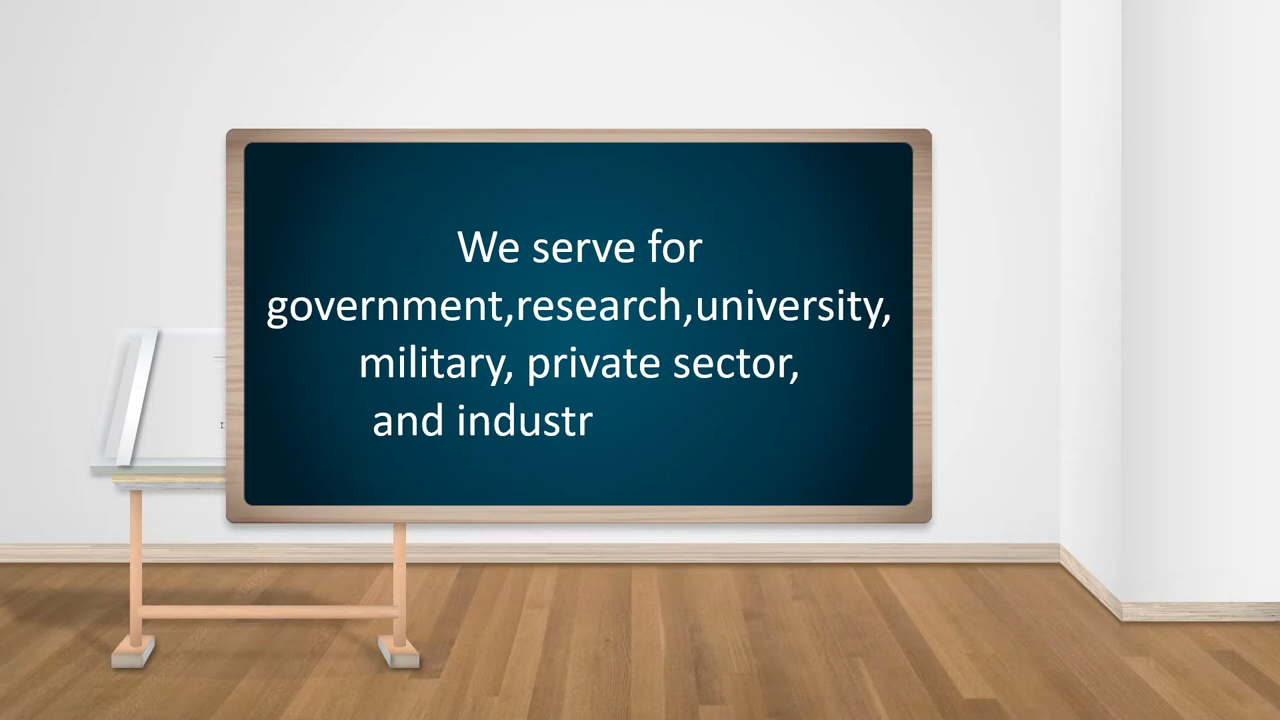 We serve for
government,research,university,
military, private sector,
and industr